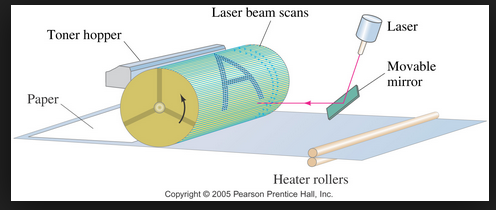 Laser beam scans
Toner hopper
Laser
Movable
mirror
Paper
A
Heater rollers
Copyright © 2005 Pearson Prentice Hall, Inc.